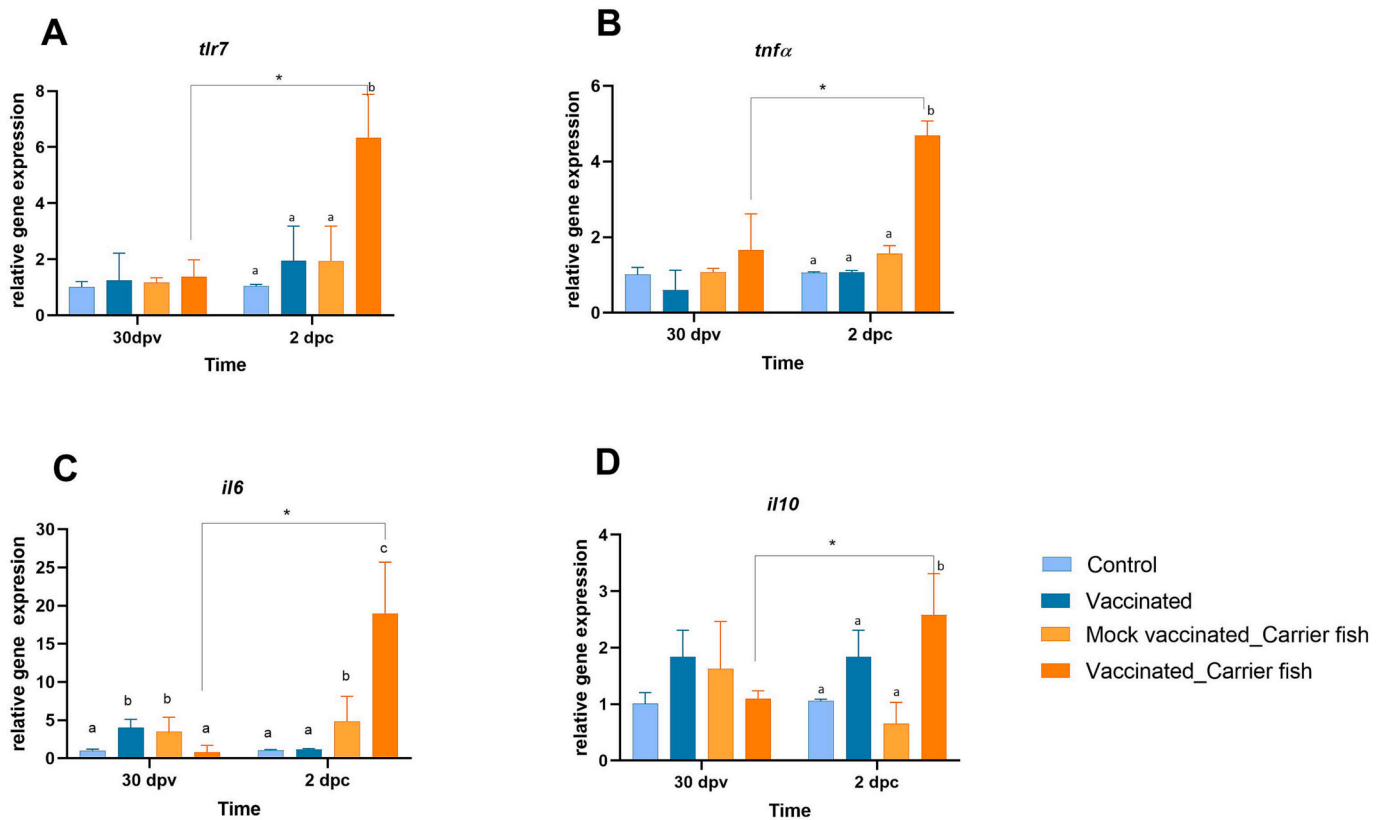 A
tlr7
relative gene expression
8
6
4
2
0
*
a
a
a
b
30dpv
2 dpc
Time
B
tnfα
relative gene expression
6
4
2
0
*
a
a
a
b
30 dpv
2 dpc
Time
C
il6
relative gene expression
30
25
20
15
10
5
0
*
a
b
b
a
a
a
b
c
30 dpv
2 dpc
Time
D
il10
relative gene expression
4
3
2
1
0
*
a
a
a
b
30 dpv
2 dpc
Time
Control
Vaccinated
Mock vaccinated_Carrier fish
Vaccinated_Carrier fish